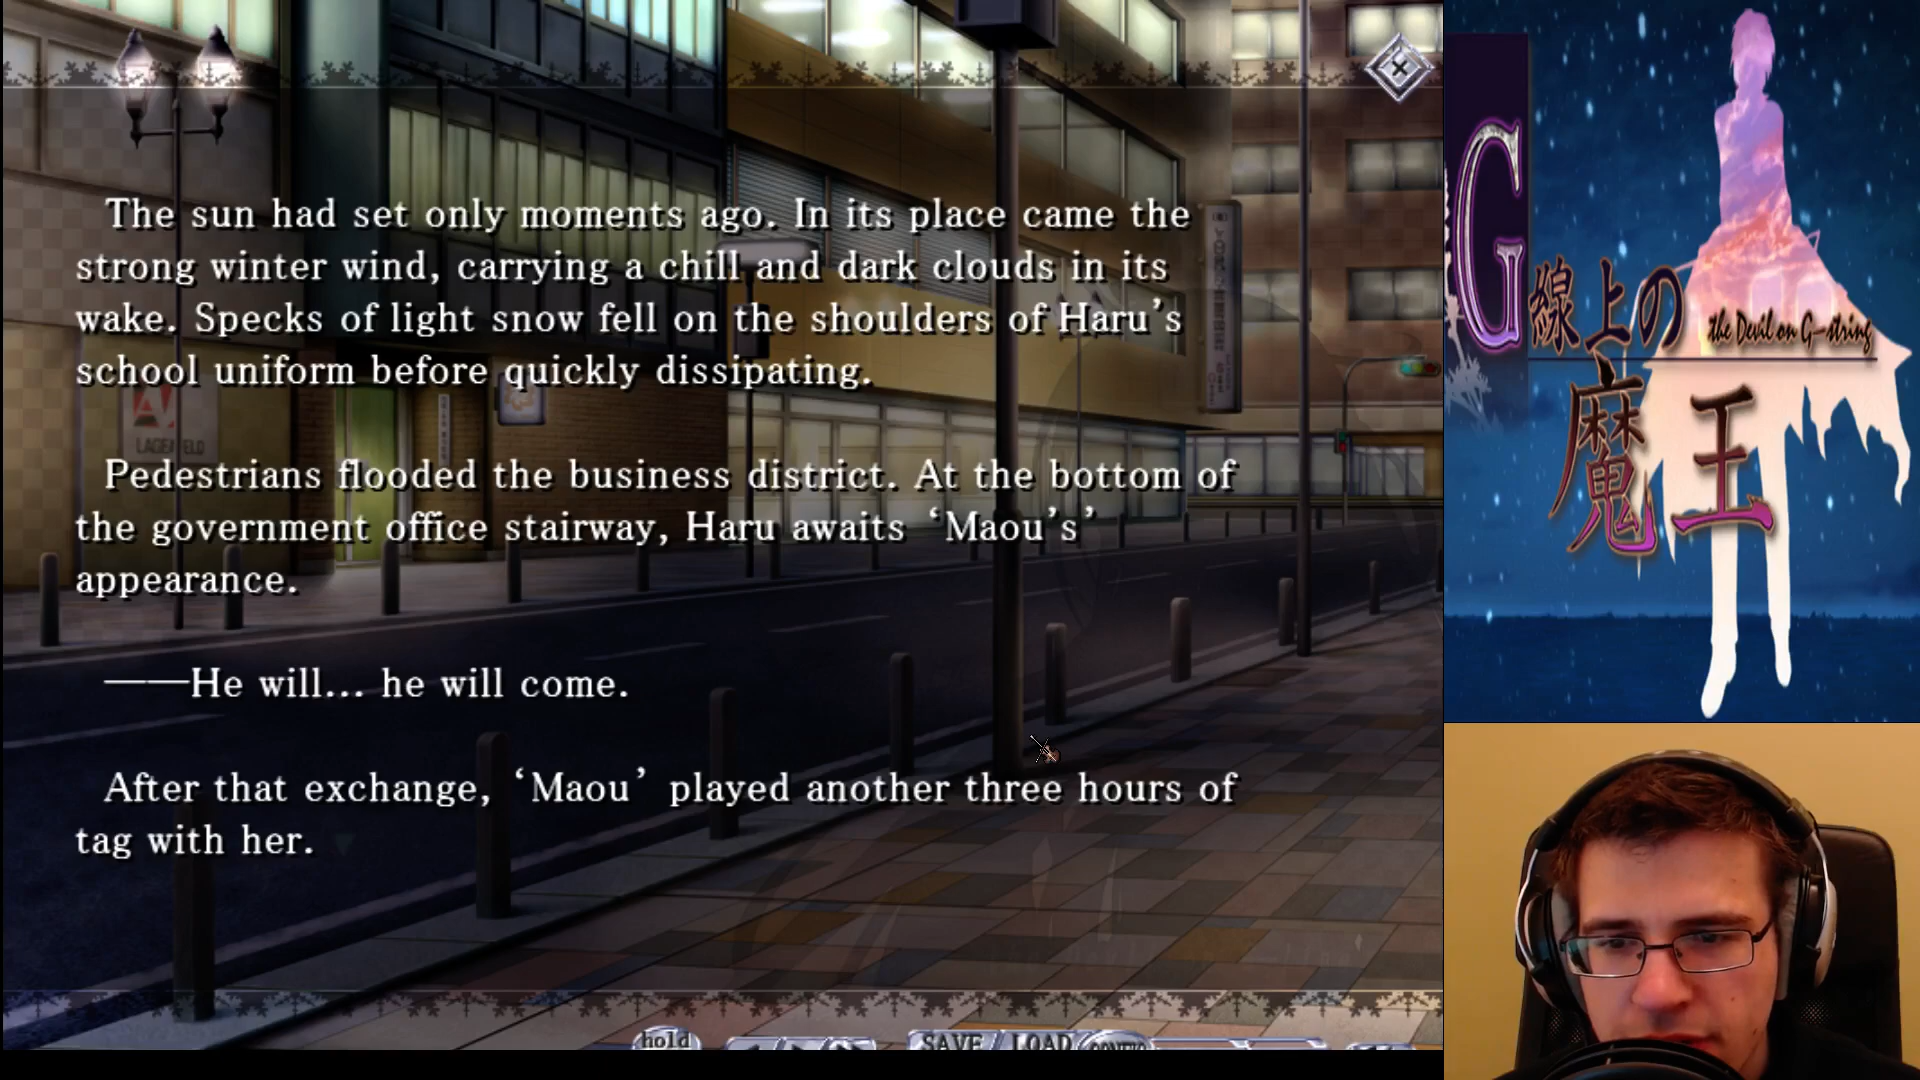 The sun had set only moments ago. In its place came the
strong winter wind, carrying a chill and dark clouds in its
wake. Specks of light snow fell on the shoulders of Haru's
school uniform before quickly dissipating.
Pedestrians flooded the business district. At the bottom of
the government office stairway, Haru awaits ‘Maou's’
appearance.
——He will... he will come.
After that exchange, ‘Maou’ played another three hours of
tag with her.
hold
SAVE
LOAD
G線上の
the Devil on G-string
魔王